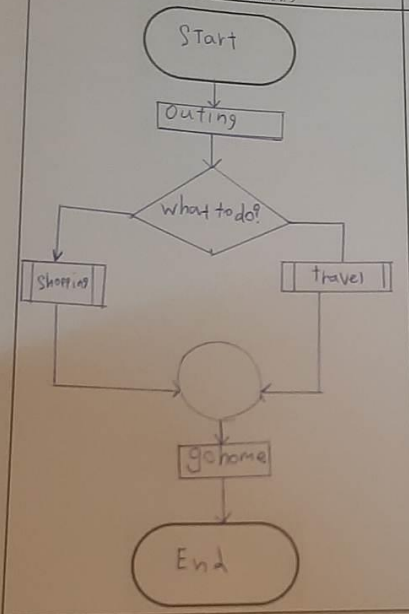 START
Outing
What to do?
Shopping
travel
go home
End